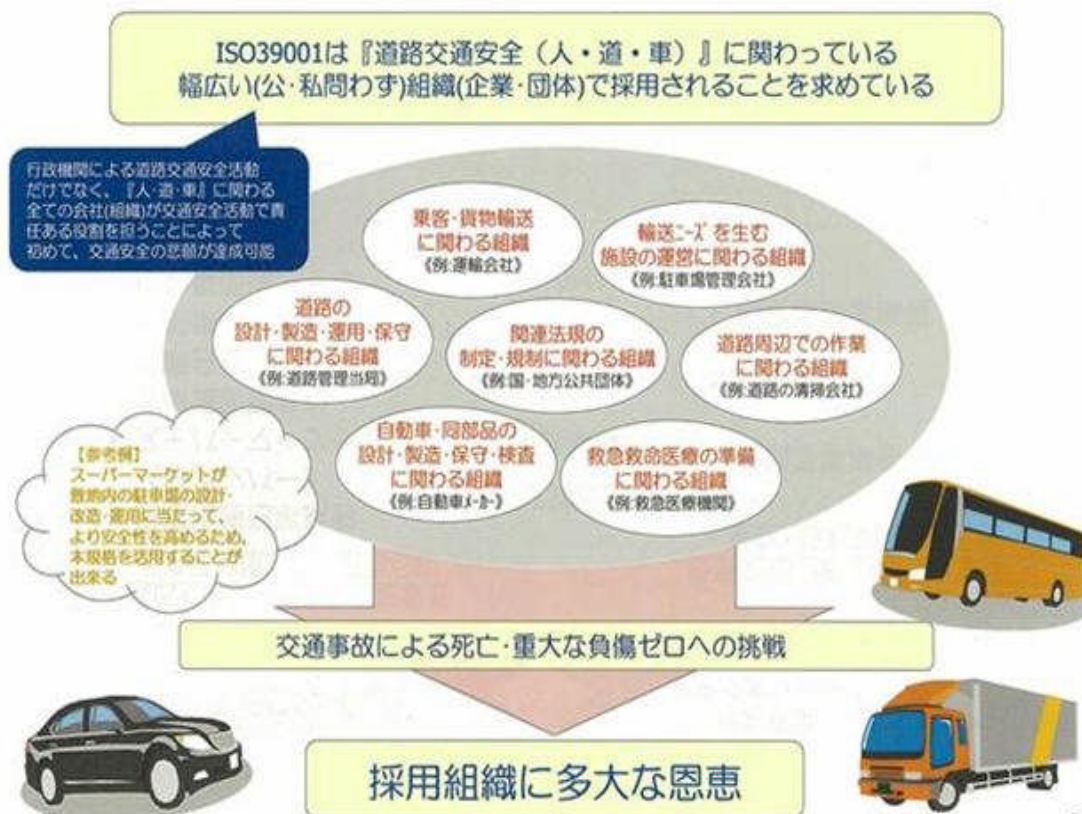 ISO39001は『道路交通安全（人・道・車）』に関わっている
幅広い(公・私問わず)組織(企業・団体)で採用されることを求めている
行政機関による道路交通安全活動
だけでなく、『人・道・車』に関わる
全ての会社(組織)が交通安全活動で責
任ある役割を担うことによって
初めて、交通安全の悲願が達成可能
乗客・貨物輸送
に関わる組織
《例:運輸会社》
輸送ニーズを生む
施設の運営に関わる組織
《例:駐車場管理会社》
道路の
設計・製造・運用・保守
に関わる組織
《例:道路管理当局》
関連法規の
制定・規制に関わる組織
《例:国・地方公共団体》
道路周辺での作業
に関わる組織
《例:道路の清掃会社》
自動車・同部品の
設計・製造・保守・検査
に関わる組織
《例:自動車メーカー》
救急救命医療の準備
に関わる組織
《例:救急医療機関》
【参考欄】
スーパーマーケットが
敷地内の駐車場の設計・
改造・運用に当たって、
より安全性を高めるため、
本規格を活用することが
出来る
交通事故による死亡・重大な負傷ゼロへの挑戦
採用組織に多大な恩恵